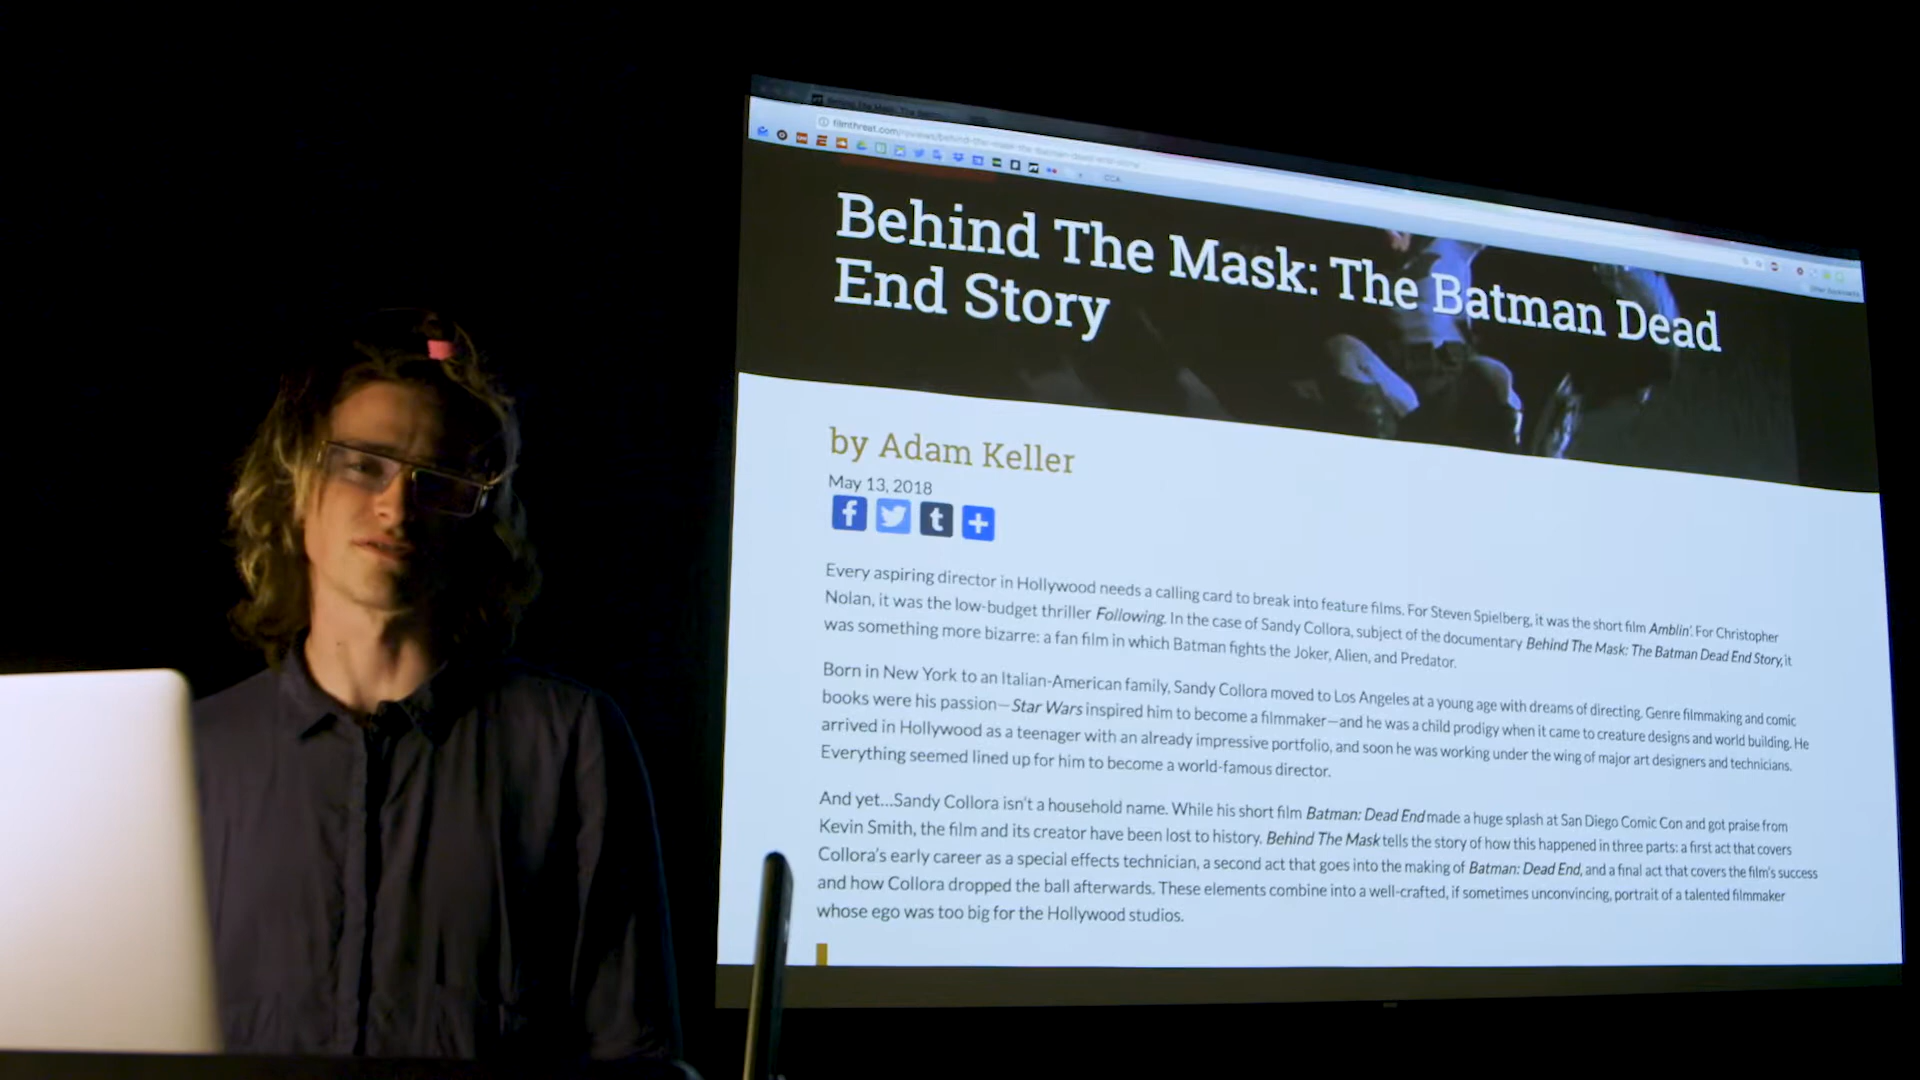 filmthreat.com/reviews/behind-the-mask-the-batman-dead-end-story
CCA
Other Bookmarks
Behind The Mask: The Batman Dead
End Story
by Adam Keller
May 13, 2018
Every aspiring director in Hollywood needs a calling card to break into feature films. For Steven Spielberg, it was the short film Amblin'. For Christopher
Nolan, it was the low-budget thriller Following. In the case of Sandy Collora, subject of the documentary Behind The Mask: The Batman Dead End Story, it
was something more bizarre: a fan film in which Batman fights the Joker, Alien, and Predator.
Born in New York to an Italian-American family, Sandy Collora moved to Los Angeles at a young age with dreams of directing. Genre filmmaking and comic
books were his passion—Star Wars inspired him to become a filmmaker—and he was a child prodigy when it came to creature designs and world building. He
arrived in Hollywood as a teenager with an already impressive portfolio, and soon he was working under the wing of major art designers and technicians.
Everything seemed lined up for him to become a world-famous director.
And yet...Sandy Collora isn't a household name. While his short film Batman: Dead End made a huge splash at San Diego Comic Con and got praise from
Kevin Smith, the film and its creator have been lost to history. Behind The Mask tells the story of how this happened in three parts: a first act that covers
Collora's early career as a special effects technician, a second act that goes into the making of Batman: Dead End, and a final act that covers the film's success
and how Collora dropped the ball afterwards. These elements combine into a well-crafted, if sometimes unconvincing, portrait of a talented filmmaker
whose ego was too big for the Hollywood studios.